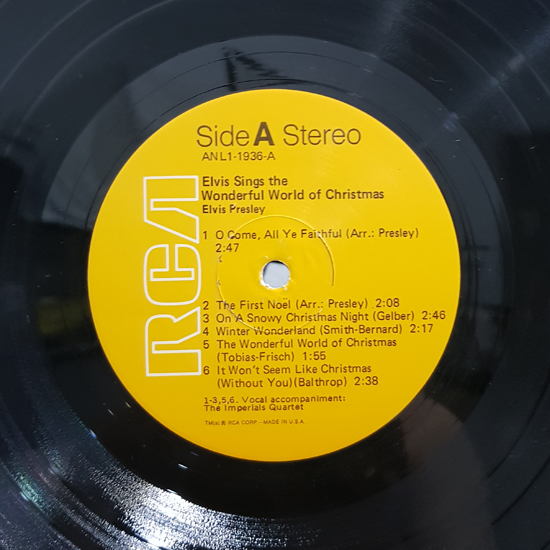 Side A Stereo
ANL1-1936-A
RCA
Elvis Sings the
Wonderful World of Christmas
Elvis Presley
1 O Come, All Ye Faithful (Arr.: Presley)
2:47
2 The First Noel (Arr.: Presley) 2:08
3 On A Snowy Christmas Night (Gelber) 2:46
4 Winter Wonderland (Smith-Bernard) 2:17
5 The Wonderful World of Christmas
(Tobias-Frisch) 1:55
6 It Won't Seem Like Christmas
(Without You)(Balthrop) 2:38
1-3,5,6. Vocal accompaniment:
The Imperials Quartet
TM(s) ® RCA CORP - MADE IN U.S.A.